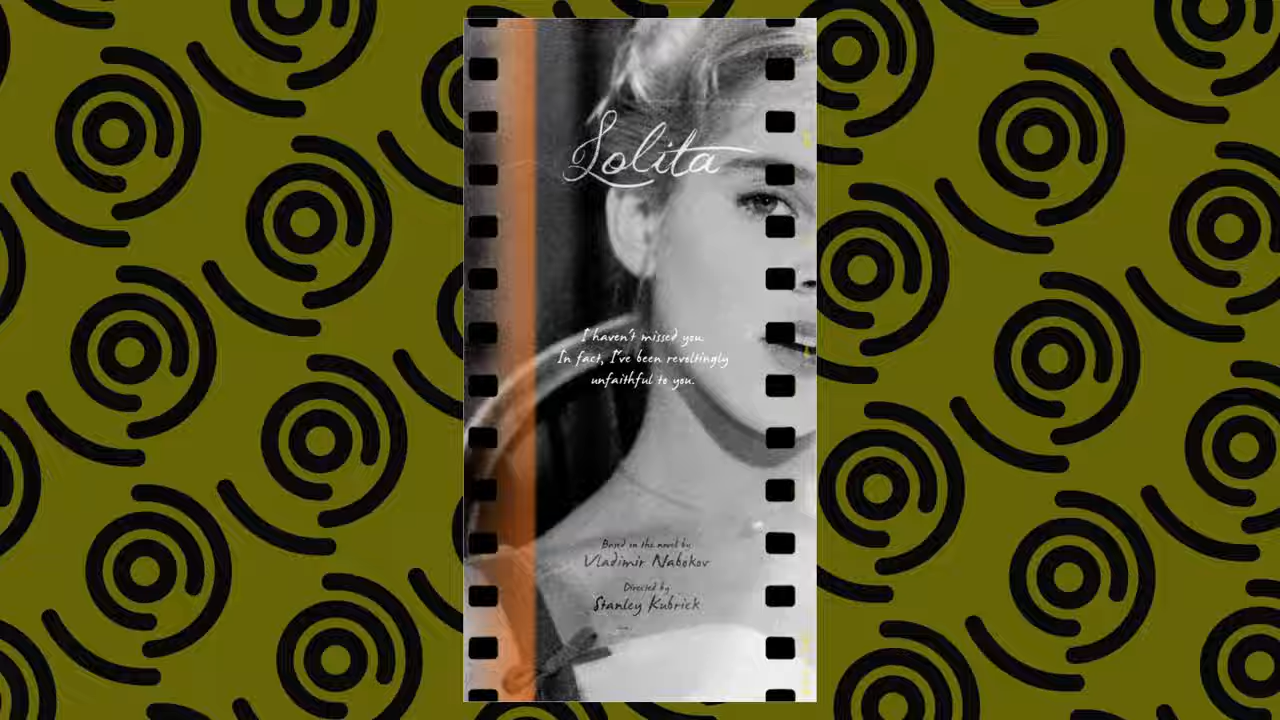 Lolita
I haven't missed you.
In fact, I've been revoltingly
unfaithful to you.
Based on the novel by
Vladimir Nabokov
Directed by
Stanley Kubrick